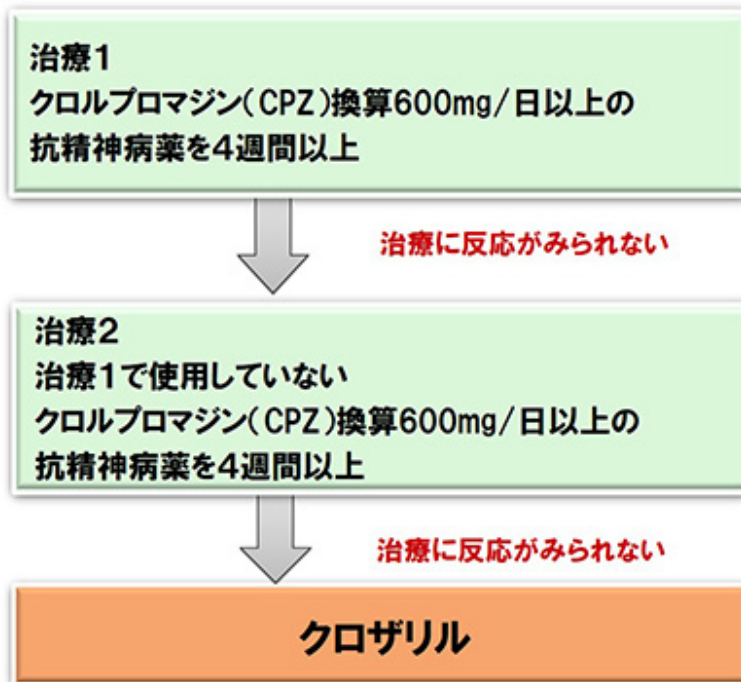 治療1
クロルプロマジン(CPZ)換算600mg/日以上の
抗精神病薬を4週間以上
治療に反応がみられない
治療2
治療1で使用していない
クロルプロマジン(CPZ)換算600mg/日以上の
抗精神病薬を4週間以上
治療に反応がみられない
クロザリル